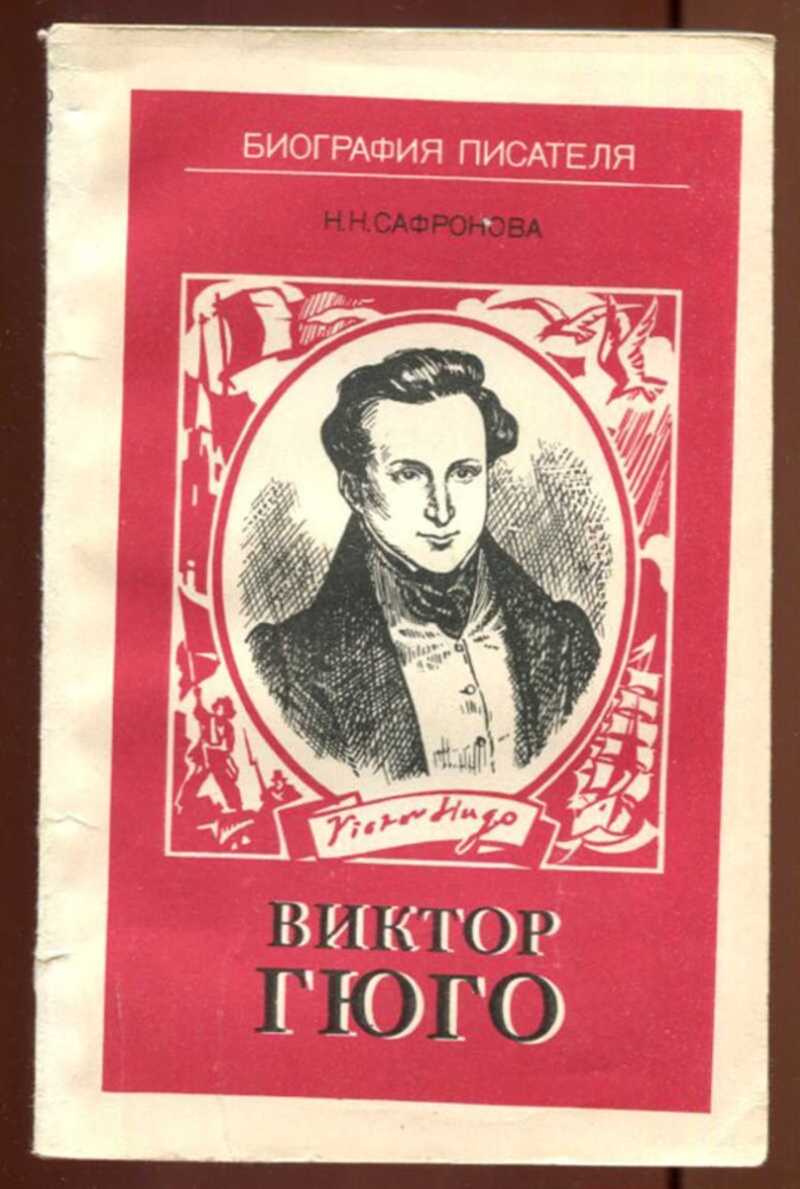 БИОГРАФИЯ ПИСАТЕЛЯ
Н.Н.САФРОНОВА
Victor Hugo
ВИКТОР
ГЮГО